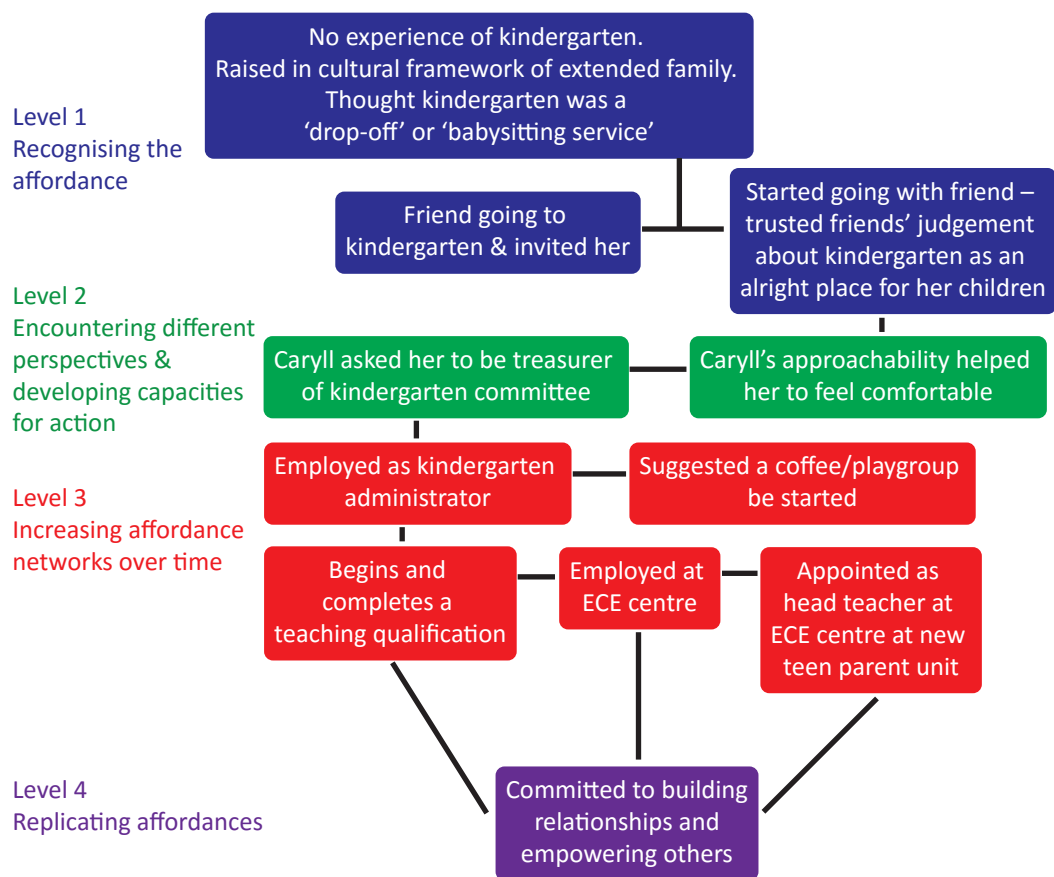 No experience of kindergarten.
Raised in cultural framework of extended family.
Thought kindergarten was a
‘drop-off’ or ‘babysitting service’
Level 1
Recognising the
affordance
Friend going to
kindergarten & invited her
Started going with friend –
trusted friends’ judgement
about kindergarten as an
alright place for her children
Level 2
Encountering different
perspectives &
developing capacities
for action
Caryll asked her to be treasurer
of kindergarten committee
Caryll’s approachability helped
her to feel comfortable
Level 3
Increasing affordance
networks over time
Employed as kindergarten
administrator
Suggested a coffee/playgroup
be started
Begins and
completes a
teaching qualification
Employed at
ECE centre
Appointed as
head teacher at
ECE centre at new
teen parent unit
Level 4
Replicating affordances
Committed to building
relationships and
empowering others